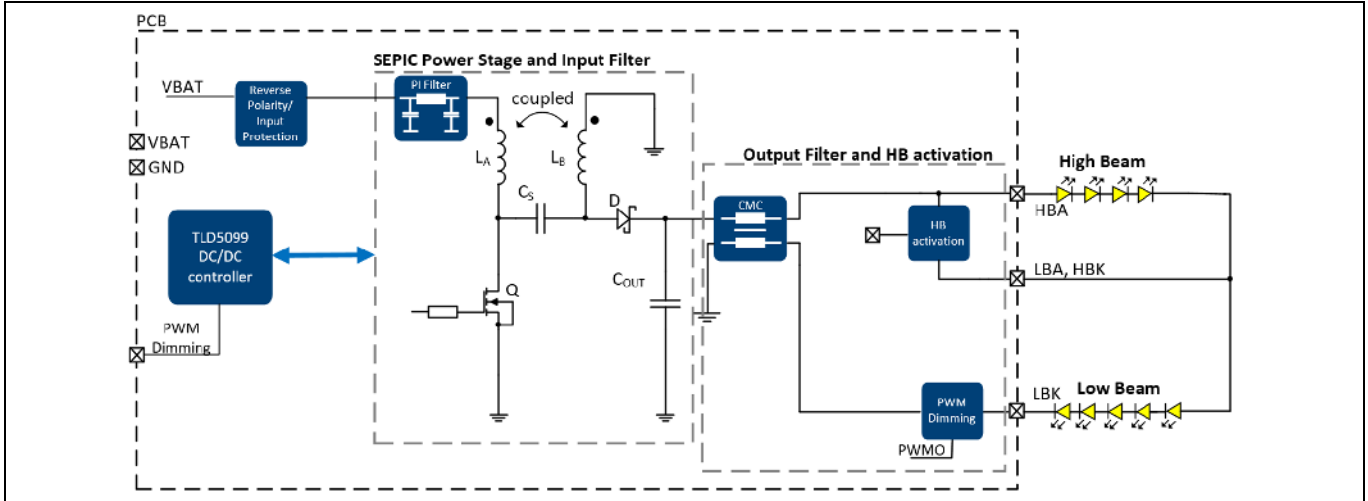 PCB
SEPIC Power Stage and Input Filter
VBAT
Reverse
Polarity/
Input
Protection
PI Filter
coupled
VBAT
GND
LA
LB
Output Filter and HB activation
High Beam
CS
D
CMC
HBA
HB
activation
TLD5099
DC/DC
controller
LBA, HBK
COUT
Q
PWM
Dimming
LBK
Low Beam
PWM
Dimming
PWMO